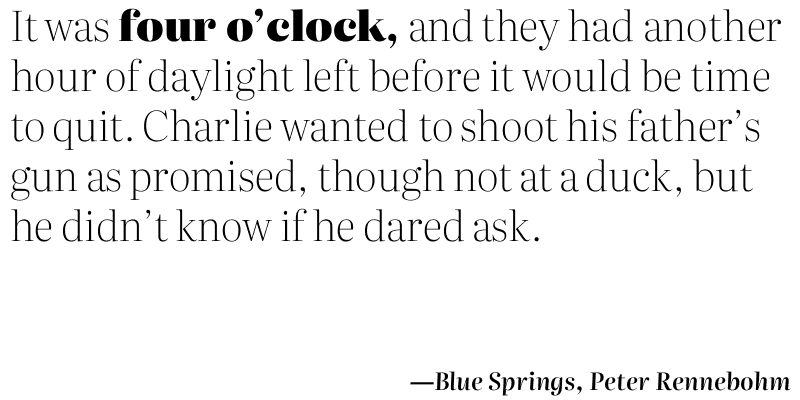 It was four o’clock, and they had another
hour of daylight left before it would be time
to quit. Charlie wanted to shoot his father’s
gun as promised, though not at a duck, but
he didn’t know if he dared ask.
—Blue Springs, Peter Rennebohm